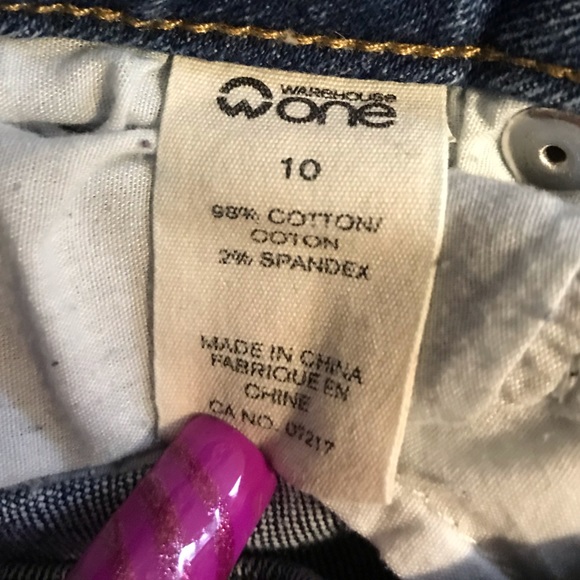 WAREHOUSE
one
10
98% COTTON/
COTON
2% SPANDEX
MADE IN CHINA
FABRIQUE EN
CHINE
CA NO. 07217